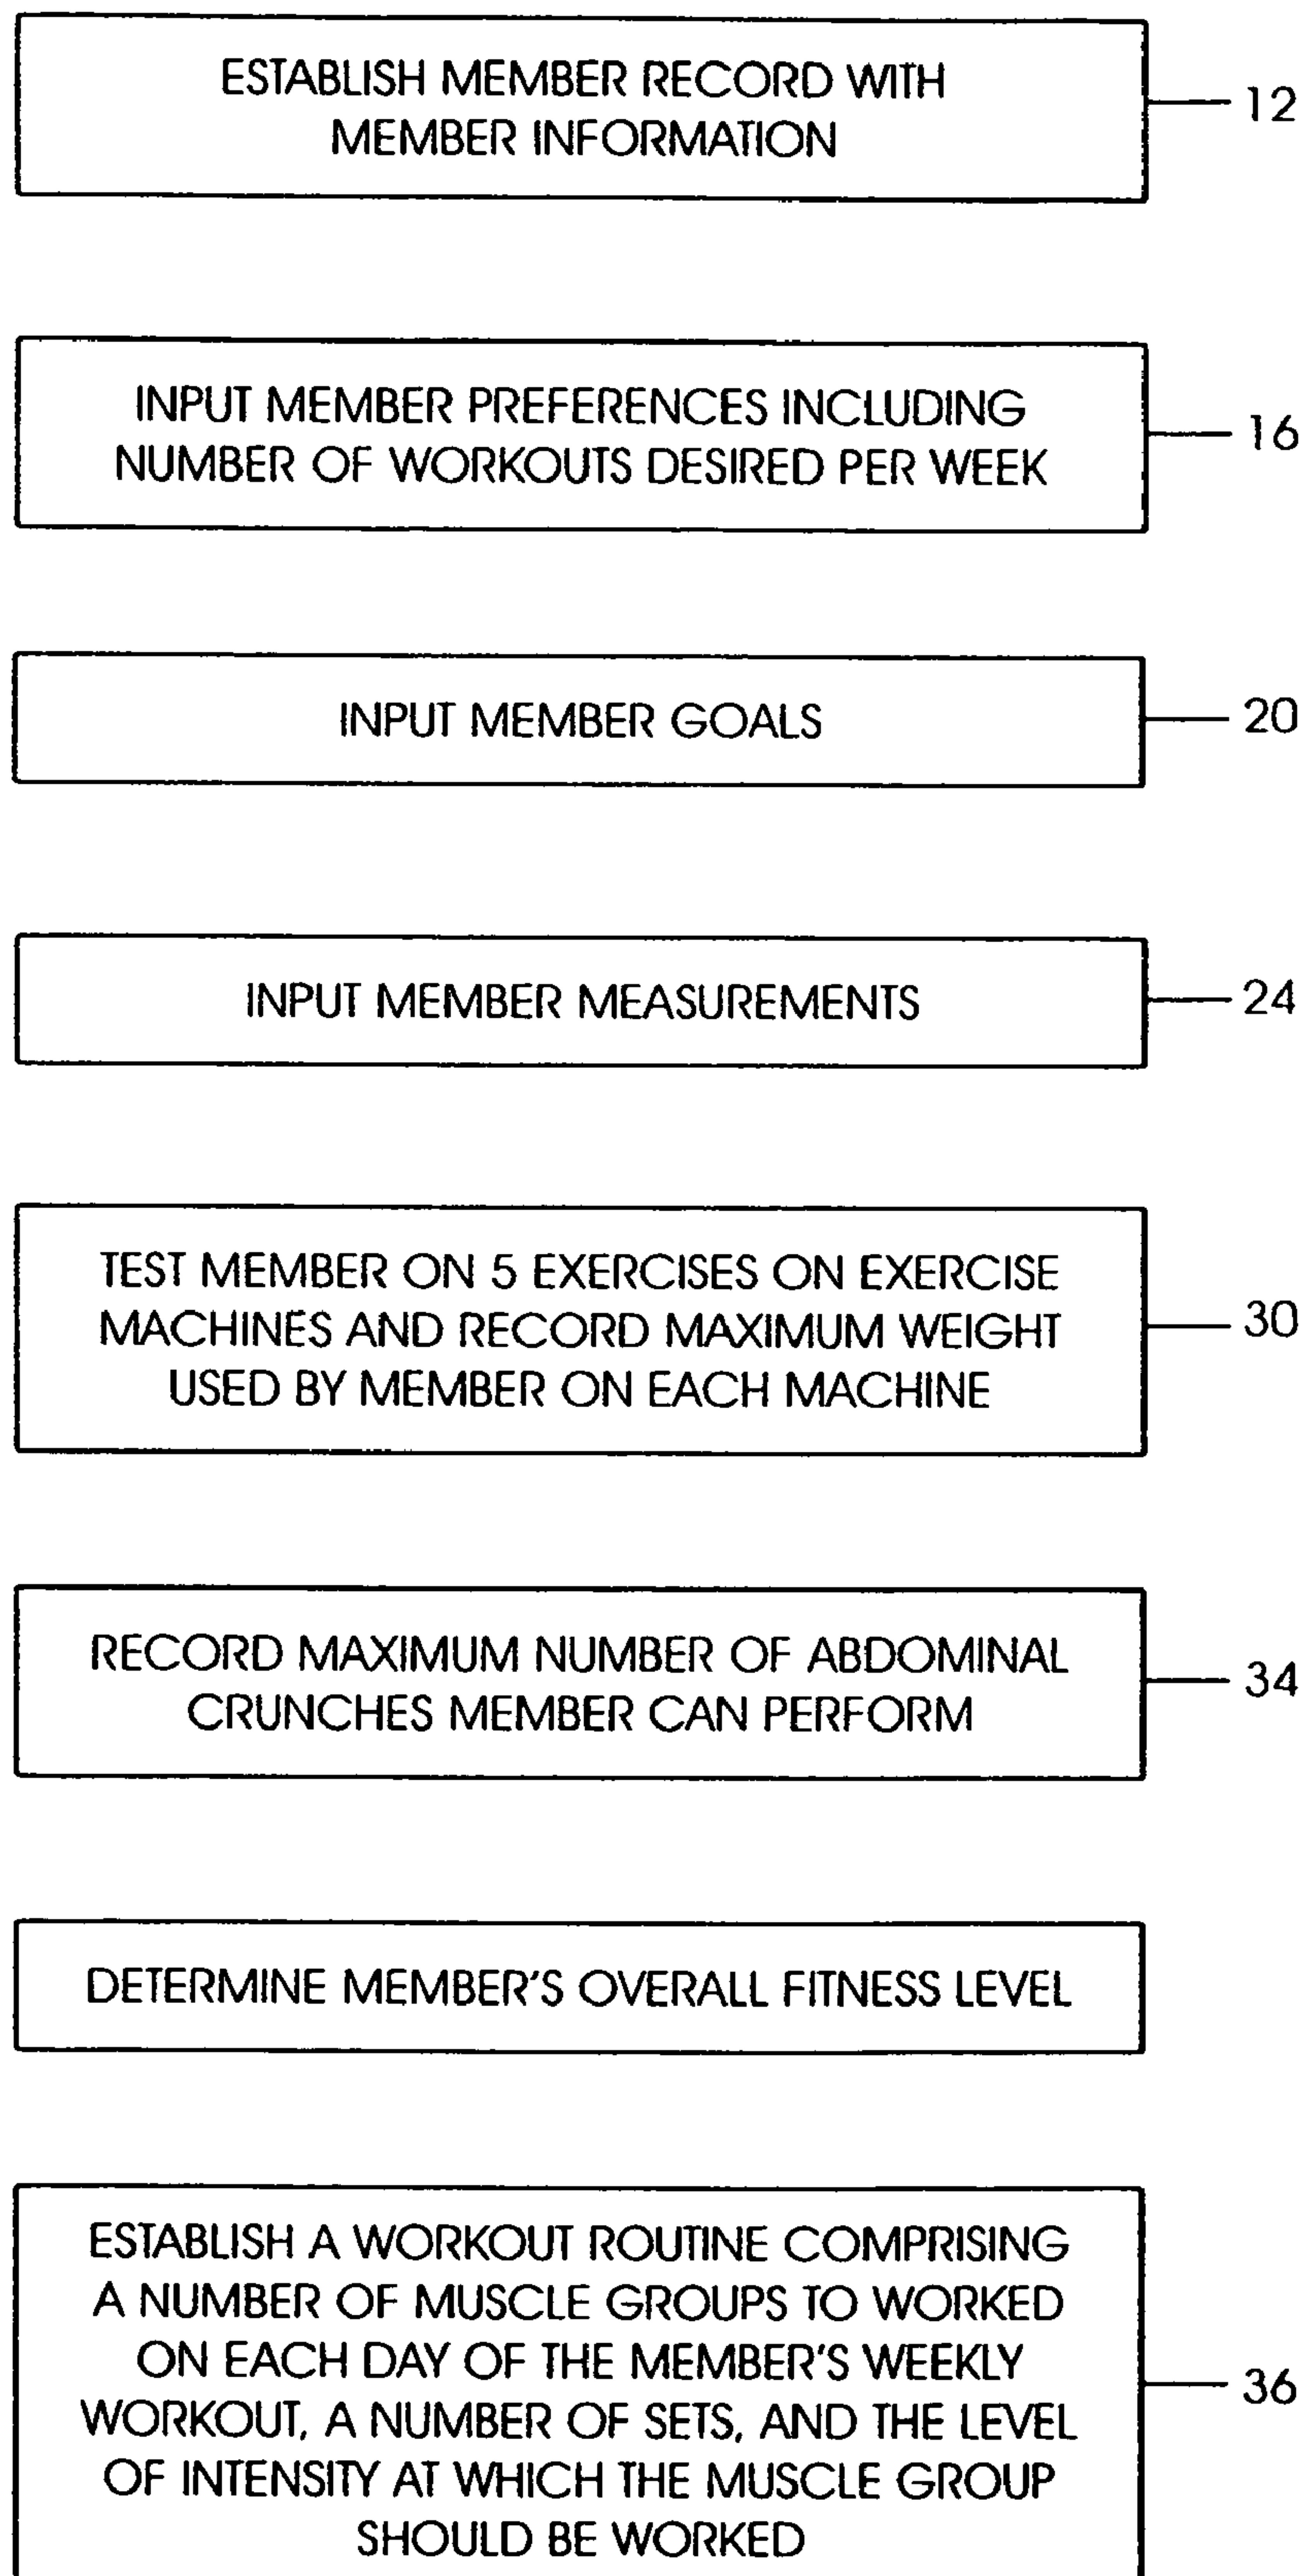 ESTABLISH MEMBER RECORD WITH
MEMBER INFORMATION
12
INPUT MEMBER PREFERENCES INCLUDING
NUMBER OF WORKOUTS DESIRED PER WEEK
16
INPUT MEMBER GOALS
20
INPUT MEMBER MEASUREMENTS
24
TEST MEMBER ON 5 EXERCISES ON EXERCISE
MACHINES AND RECORD MAXIMUM WEIGHT
USED BY MEMBER ON EACH MACHINE
30
RECORD MAXIMUM NUMBER OF ABDOMINAL
CRUNCHES MEMBER CAN PERFORM
34
DETERMINE MEMBER'S OVERALL FITNESS LEVEL
ESTABLISH A WORKOUT ROUTINE COMPRISING
A NUMBER OF MUSCLE GROUPS TO WORKED
ON EACH DAY OF THE MEMBER'S WEEKLY
WORKOUT, A NUMBER OF SETS, AND THE LEVEL
OF INTENSITY AT WHICH THE MUSCLE GROUP
SHOULD BE WORKED
36